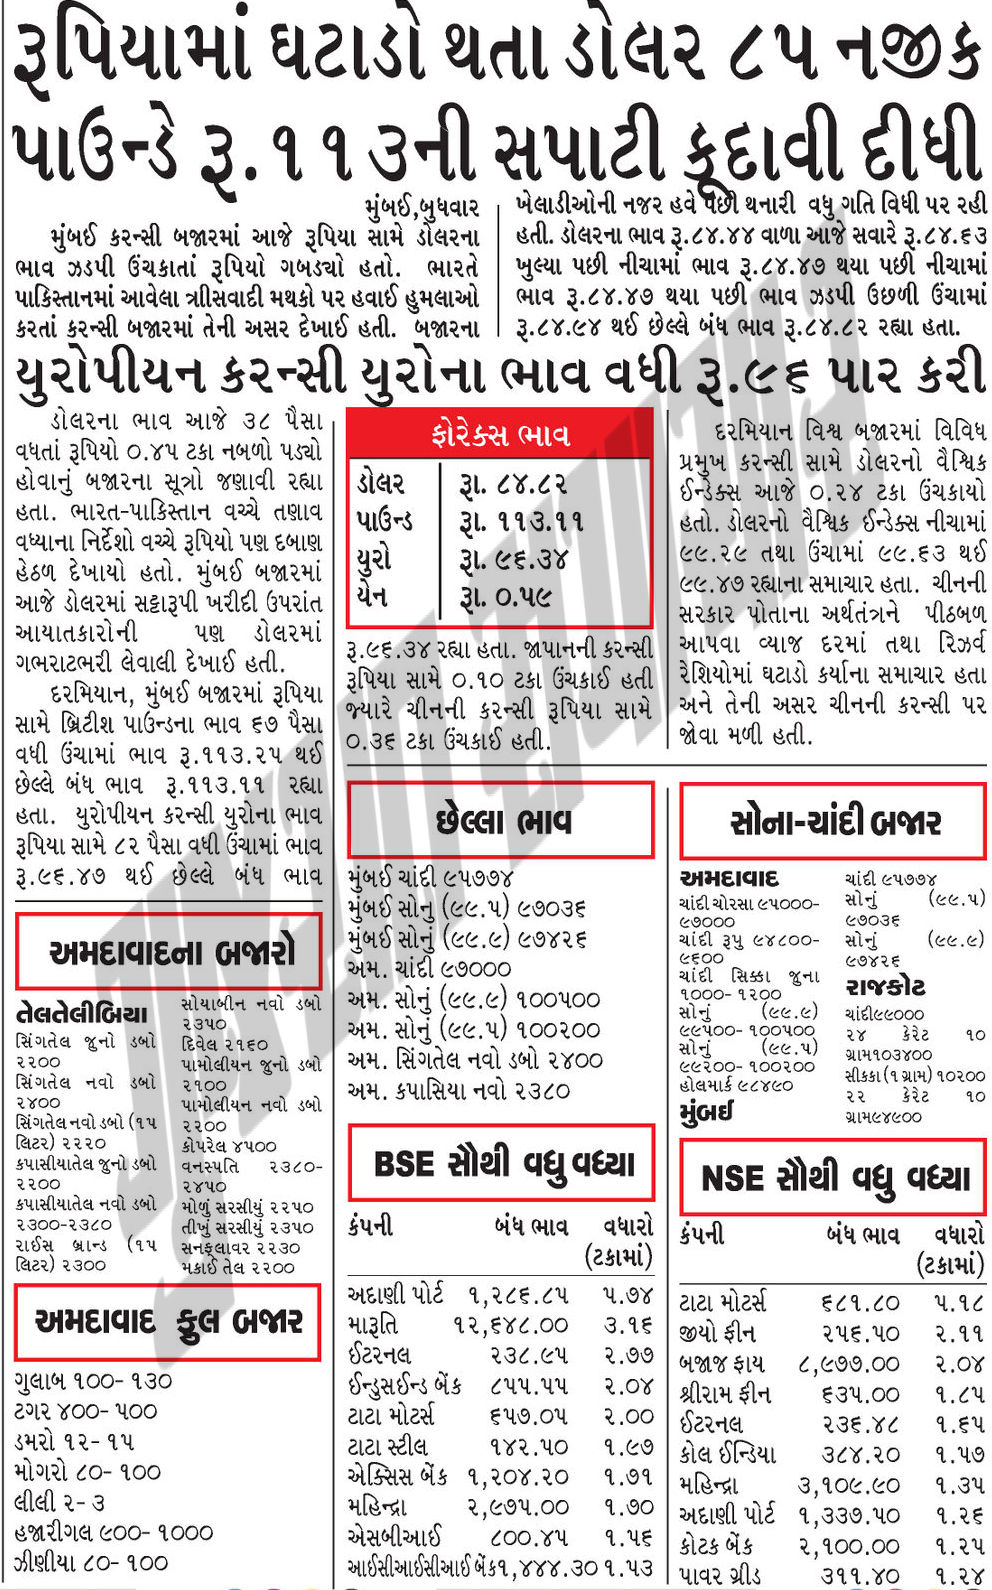 રૂપિયામાં ઘટાડો થતા ડોલર ૮૫ નજીક
પાઉન્ડે રૂ.૧૧૩ની સપાટી કૂદાવી દીધી
મુંબઈ,બુધવાર
મુંબઈ કરન્સી બજારમાં આજે રૂપિયા સામે ડોલરના
ભાવ ઝડપી ઉંચકાતાં રૂપિયો ગબડ્યો હતો. ભારતે
પાકિસ્તાનમાં આવેલા ત્રાસિવાદી મથકો પર હવાઈ હુમલાઓ
કરતાં કરન્સી બજારમાં તેની અસર દેખાઈ હતી. બજારના
ખેલાડીઓની નજર હવે પછી થનારી વધુ ગતિ વિધી પર રહી
હતી. ડોલરના ભાવ રૂ.૮૪.૪૪ વાળા આજે સવારે રૂ.૮૪.૬૩
ખુલ્યા પછી નીચામાં ભાવ રૂ.૮૪.૪૭ થયા પછી નીચામાં
ભાવ રૂ.૮૪.૪૭ થયા પછી ભાવ ઝડપી ઉછળી ઉંચામાં
રૂ.૮૪.૯૪ થઈ છેલ્લે બંધ ભાવ રૂ.૮૪.૮૨ રહ્યા હતા.
યુરોપીયન કરન્સી યુરોના ભાવ વધી રૂ.૯૬ પાર કરી
ડોલરના ભાવ આજે ૩૮ પૈસા
વધતાં રૂપિયો ૦.૪૫ ટકા નબળો પડ્યો
હોવાનું બજારના સૂત્રો જણાવી રહ્યા
હતા. ભારત-પાકિસ્તાન વચ્ચે તણાવ
વધ્યાના નિર્દેશો વચ્ચે રૂપિયો પણ દબાણ
હેઠળ દેખાયો હતો. મુંબઈ બજારમાં
આજે ડોલરમાં સટ્ટારૂપી ખરીદી ઉપરાંત
આયાતકારોની પણ ડોલરમાં
ગભરાટભરી લેવાલી દેખાઈ હતી.
દરમિયાન, મુંબઈ બજારમાં રૂપિયા
સામે બ્રિટીશ પાઉન્ડના ભાવ ૬૭ પૈસા
વધી ઉંચામાં ભાવ રૂ.૧૧૩.૨૫ થઈ
છેલ્લે બંધ ભાવ રૂ.૧૧૩.૧૧ રહ્યા
હતા. યુરોપીયન કરન્સી યુરોના ભાવ
રૂપિયા સામે ૮૨ પૈસા વધી ઉંચામાં ભાવ
રૂ.૯૬.૪૭ થઈ છેલ્લે બંધ ભાવ
ફોરેક્સ ભાવ
ડોલર રૂા. ૮૪.૮૨
પાઉન્ડ રૂા. ૧૧૩.૧૧
યુરો રૂા. ૯૬.૩૪
યેન રૂા. ૦.૫૯
રૂ.૯૬.૩૪ રહ્યા હતા. જાપાનની કરન્સી
રૂપિયા સામે ૦.૧૦ ટકા ઉંચકાઈ હતી
જ્યારે ચીનની કરન્સી રૂપિયા સામે
૦.૩૬ ટકા ઉંચકાઈ હતી.
દરમિયાન વિશ્વ બજારમાં વિવિધ
પ્રમુખ કરન્સી સામે ડોલરનો વૈશ્વિક
ઈન્ડેક્સ આજે ૦.૨૪ ટકા ઉંચકાયો
હતો. ડોલરનો વૈશ્વિક ઈન્ડેક્સ નીચામાં
૯૯.૨૯ તથા ઉંચામાં ૯૯.૬૩ થઈ
૯૯.૪૭ રહ્યાના સમાચાર હતા. ચીનની
સરકાર પોતાના અર્થતંત્રને પીઠબળ
આપવા વ્યાજ દરમાં તથા રિઝર્વ
રેશિયોમાં ઘટાડો કર્યાના સમાચાર હતા
અને તેની અસર ચીનની કરન્સી પર
જોવા મળી હતી.
અમદાવાદના બજારો
તેલતેલીબિયા
સિંગતેલ જુનો ડબો
૨૨૦૦
સિંગતેલ નવો ડબો
૨૪૦૦
સિંગતેલ નવો ડબો (૧૫
લિટર) ૨૨૨૦
કપાસીયાતેલ જુનો ડબો
૨૨૦૦
કપાસીયાતેલ નવો ડબો
૨૩૦૦-૨૩૮૦
રાઈસ બ્રાન્ડ (૧૫
લિટર) ૨૩૦૦
સોયાબીન નવો ડબો
૨૩૫૦
દિવેલ ૨૧૬૦
પામોલીયન જુનો ડબો
૨૧૦૦
પામોલીયન નવો ડબો
૨૨૦૦
કોપરેલ ૪૫૦૦
વનસ્પતિ ૨૩૮૦-
૨૪૫૦
મોળું સરસીયું ૨૨૫૦
તીખું સરસીયું ૨૩૫૦
સનફલાવર ૨૨૩૦
મકાઈ તેલ ૨૨૦૦
અમદાવાદ ફુલ બજાર
ગુલાબ ૧૦૦- ૧૩૦
ટગર ૪૦૦- ૫૦૦
ડમરો ૧૨- ૧૫
મોગરો ૮૦- ૧૦૦
લીલી ૨- ૩
હજારીગલ ૯૦૦- ૧૦૦૦
ઝીણીયા ૮૦- ૧૦૦
છેલ્લા ભાવ
મુંબઈ ચાંદી ૯૫૭૭૪
મુંબઈ સોનુ (૯૯.૫) ૯૭૦૩૬
મુંબઈ સોનું (૯૯.૯) ૯૭૪૨૬
અમ. ચાંદી ૯૭૦૦૦
અમ. સોનું (૯૯.૯) ૧૦૦૫૦૦
અમ. સોનું (૯૯.૫) ૧૦૦૨૦૦
અમ. સિંગતેલ નવો ડબો ૨૪૦૦
અમ. કપાસિયા નવો ૨૩૮૦
સોના-ચાંદી બજાર
અમદાવાદ
ચાંદી ચોરસા ૯૫૦૦૦-
૯૭૦૦૦
ચાંદી રૂપુ ૯૪૮૦૦-
૯૬૦૦
ચાંદી સિક્કા જુના
૧૦૦૦- ૧૨૦૦
સોનું (૯૯.૯)
૯૯૫૦૦- ૧૦૦૫૦૦
સોનું (૯૯.૫)
૯૯૨૦૦- ૧૦૦૨૦૦
હોલમાર્ક ૯૮૪૯૦
મુંબઈ
ચાંદી ૯૫૭૭૪
સોનું (૯૯.૫)
૯૭૦૩૬
સોનું (૯૯.૯)
૯૭૪૨૬
રાજકોટ
ચાંદી૯૯૦૦૦
૨૪ કેરેટ ૧૦
ગ્રામ૧૦૩૪૦૦
સીકકા (૧ ગ્રામ) ૧૦૨૦૦
૨૨ કેરેટ ૧૦
ગ્રામ૯૪૯૦૦
BSE સૌથી વધુ વધ્યા
કંપની બંધ ભાવ વધારો
(ટકામાં)
અદાણી પોર્ટ ૧,૨૮૬.૮૫ ૫.૭૪
મારૂતિ ૧૨,૬૪૮.૦૦ ૩.૧૬
ઈટરનલ ૨૩૮.૯૫ ૨.૭૭
ઈન્ડુસઈન્ડ બેંક ૮૫૫.૫૫ ૨.૦૪
ટાટા મોટર્સ ૬૫૭.૦૫ ૨.૦૦
ટાટા સ્ટીલ ૧૪૨.૫૦ ૧.૯૭
એક્સિસ બેંક ૧,૨૦૪.૨૦ ૧.૭૧
મહિન્દ્રા ૨,૯૭૫.૦૦ ૧.૭૦
એસબીઆઈ ૮૦૦.૪૫ ૧.૫૬
આઈસીઆઈસીઆઈ બેંક૧,૪૪૪.૩૦ ૧.૫૩
NSE સૌથી વધુ વધ્યા
કંપની બંધ ભાવ વધારો
(ટકામાં)
ટાટા મોટર્સ ૬૮૧.૮૦ ૫.૧૮
જીયો ફીન ૨૫૬.૫૦ ૨.૧૧
બજાજ ફાય ૮,૯૭૭.૦૦ ૨.૦૪
શ્રીરામ ફીન ૬૩૫.૦૦ ૧.૮૫
ઈટરનલ ૨૩૬.૪૮ ૧.૬૫
કોલ ઈન્ડિયા ૩૮૪.૨૦ ૧.૫૭
મહિન્દ્રા ૩,૧૦૯.૯૦ ૧.૩૫
અદાણી પોર્ટ ૧,૩૩૭.૫૦ ૧.૨૬
કોટક બેંક ૨,૧૦૦.૦૦ ૧.૨૫
પાવર ગ્રીડ ૩૧૧.૪૦ ૧.૨૪